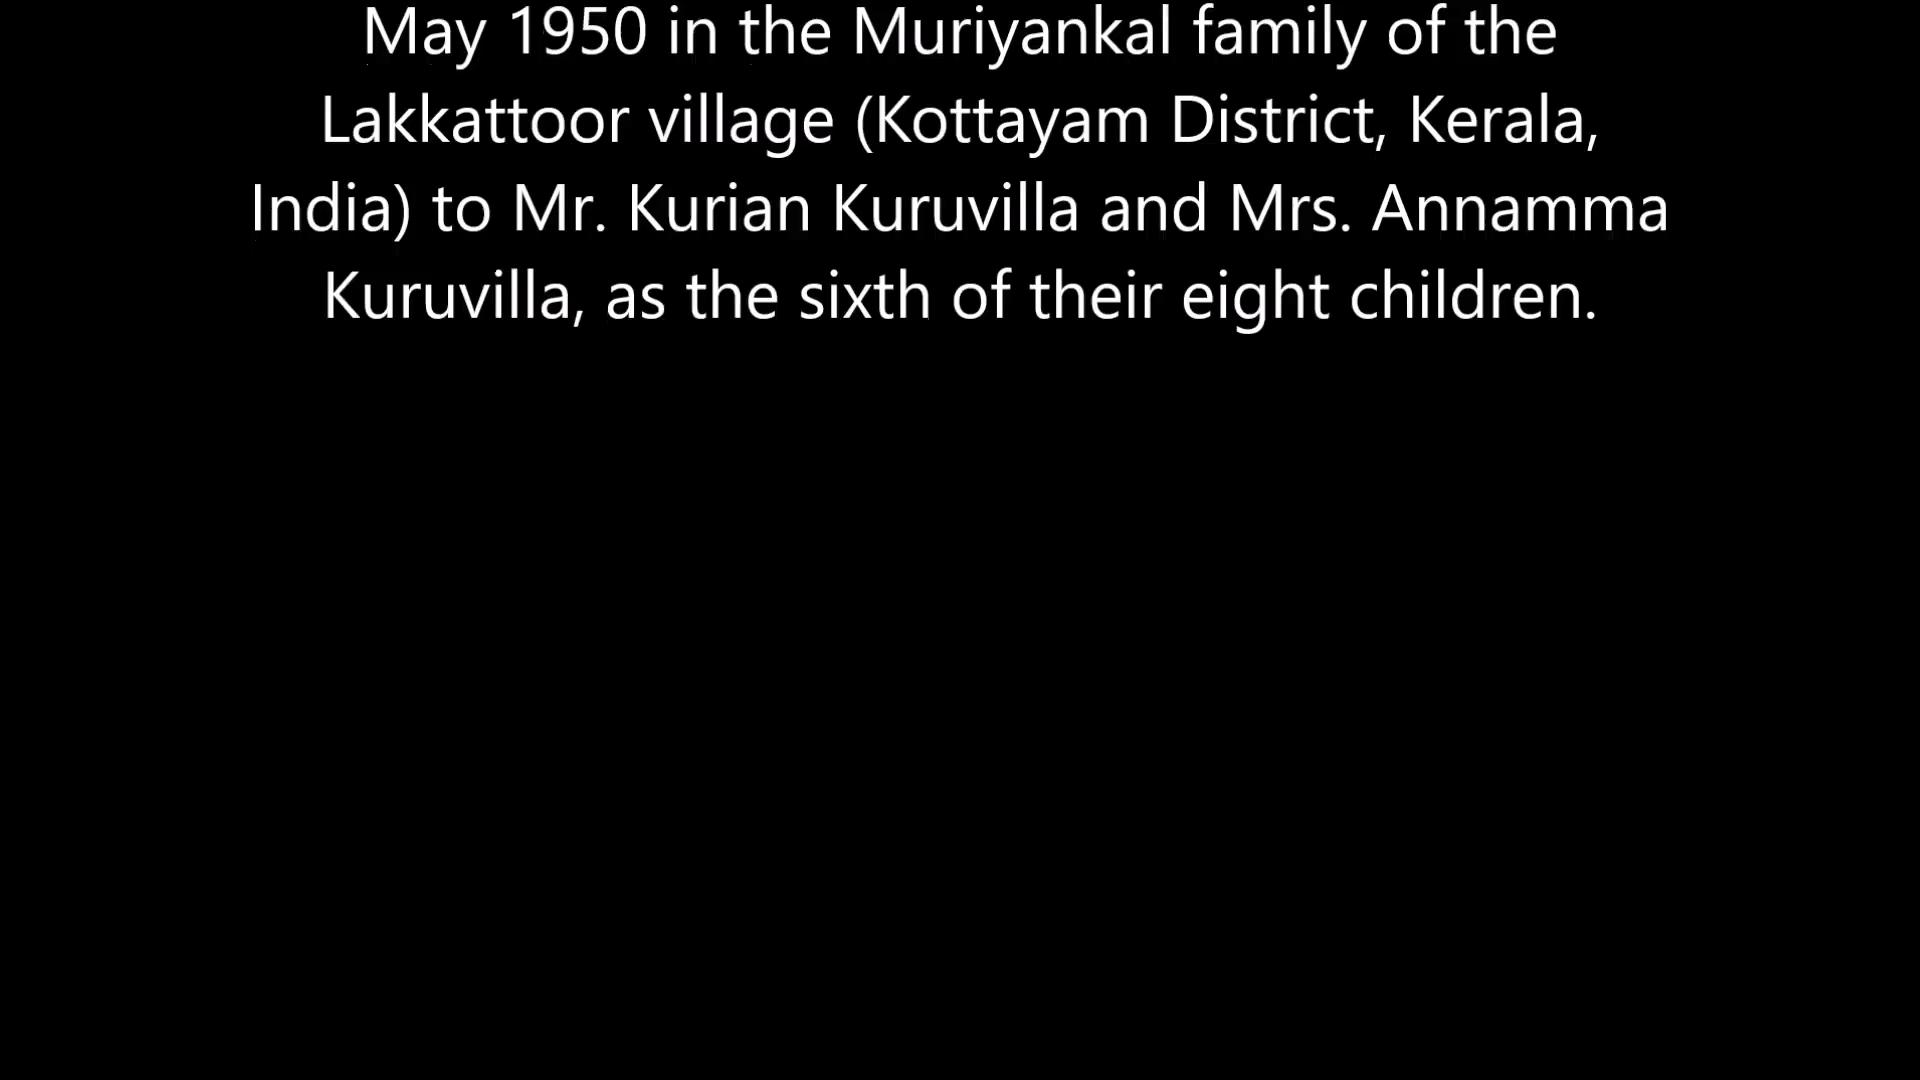 May 1950 in the Muriyankal family of the
Lakkattoor village (Kottayam District, Kerala,
India) to Mr. Kurian Kuruvilla and Mrs. Annamma
Kuruvilla, as the sixth of their eight children.